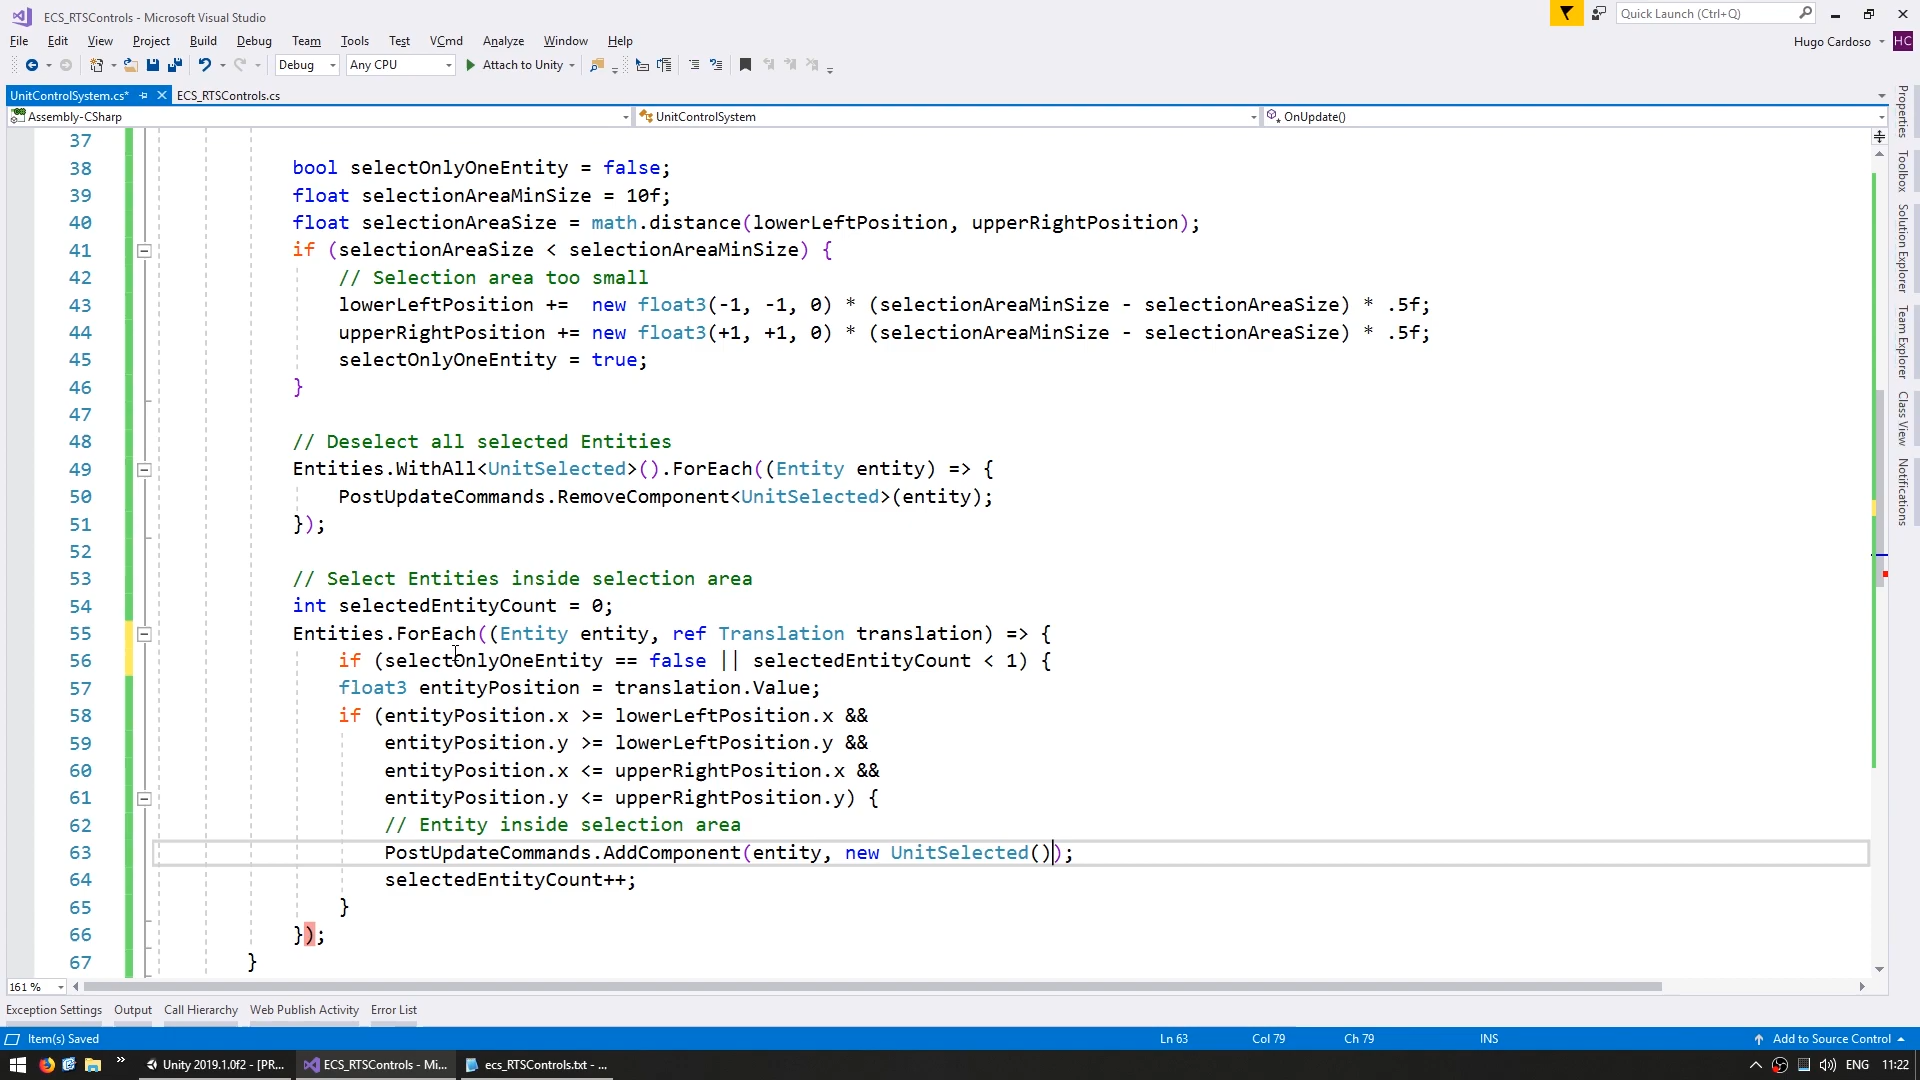 ECS_RTSControls - Microsoft Visual Studio
Quick Launch (Ctrl+Q)
File Edit View Project Build Debug Team Tools Test VCmd Analyze Window Help
Hugo Cardoso HC
Debug Any CPU Attach to Unity
UnitControlSystem.cs* ECS_RTSControls.cs
Assembly-CSharp UnitControlSystem OnUpdate()
37
38 bool selectOnlyOneEntity = false;
39 float selectionAreaMinSize = 10f;
40 float selectionAreaSize = math.distance(lowerLeftPosition, upperRightPosition);
41 if (selectionAreaSize < selectionAreaMinSize) {
42 // Selection area too small
43 lowerLeftPosition +=  new float3(-1, -1, 0) * (selectionAreaMinSize - selectionAreaSize) * .5f;
44 upperRightPosition += new float3(+1, +1, 0) * (selectionAreaMinSize - selectionAreaSize) * .5f;
45 selectOnlyOneEntity = true;
46 }
47
48 // Deselect all selected Entities
49 Entities.WithAll<UnitSelected>().ForEach((Entity entity) => {
50 PostUpdateCommands.RemoveComponent<UnitSelected>(entity);
51 });
52
53 // Select Entities inside selection area
54 int selectedEntityCount = 0;
55 Entities.ForEach((Entity entity, ref Translation translation) => {
56 if (selectOnlyOneEntity == false || selectedEntityCount < 1) {
57 float3 entityPosition = translation.Value;
58 if (entityPosition.x >= lowerLeftPosition.x &&
59 entityPosition.y >= lowerLeftPosition.y &&
60 entityPosition.x <= upperRightPosition.x &&
61 entityPosition.y <= upperRightPosition.y) {
62 // Entity inside selection area
63 PostUpdateCommands.AddComponent(entity, new UnitSelected());
64 selectedEntityCount++;
65 }
66 });
67 }
Properties
Toolbox
Solution Explorer
Team Explorer
Class View
Notifications
161 %
Exception Settings Output Call Hierarchy Web Publish Activity Error List
Item(s) Saved Ln 63 Col 79 Ch 79 INS Add to Source Control
Unity 2019.1.0f2 - [PR... ECS_RTSControls - Mi... ecs_RTSControls.txt - ... ENG 11:22